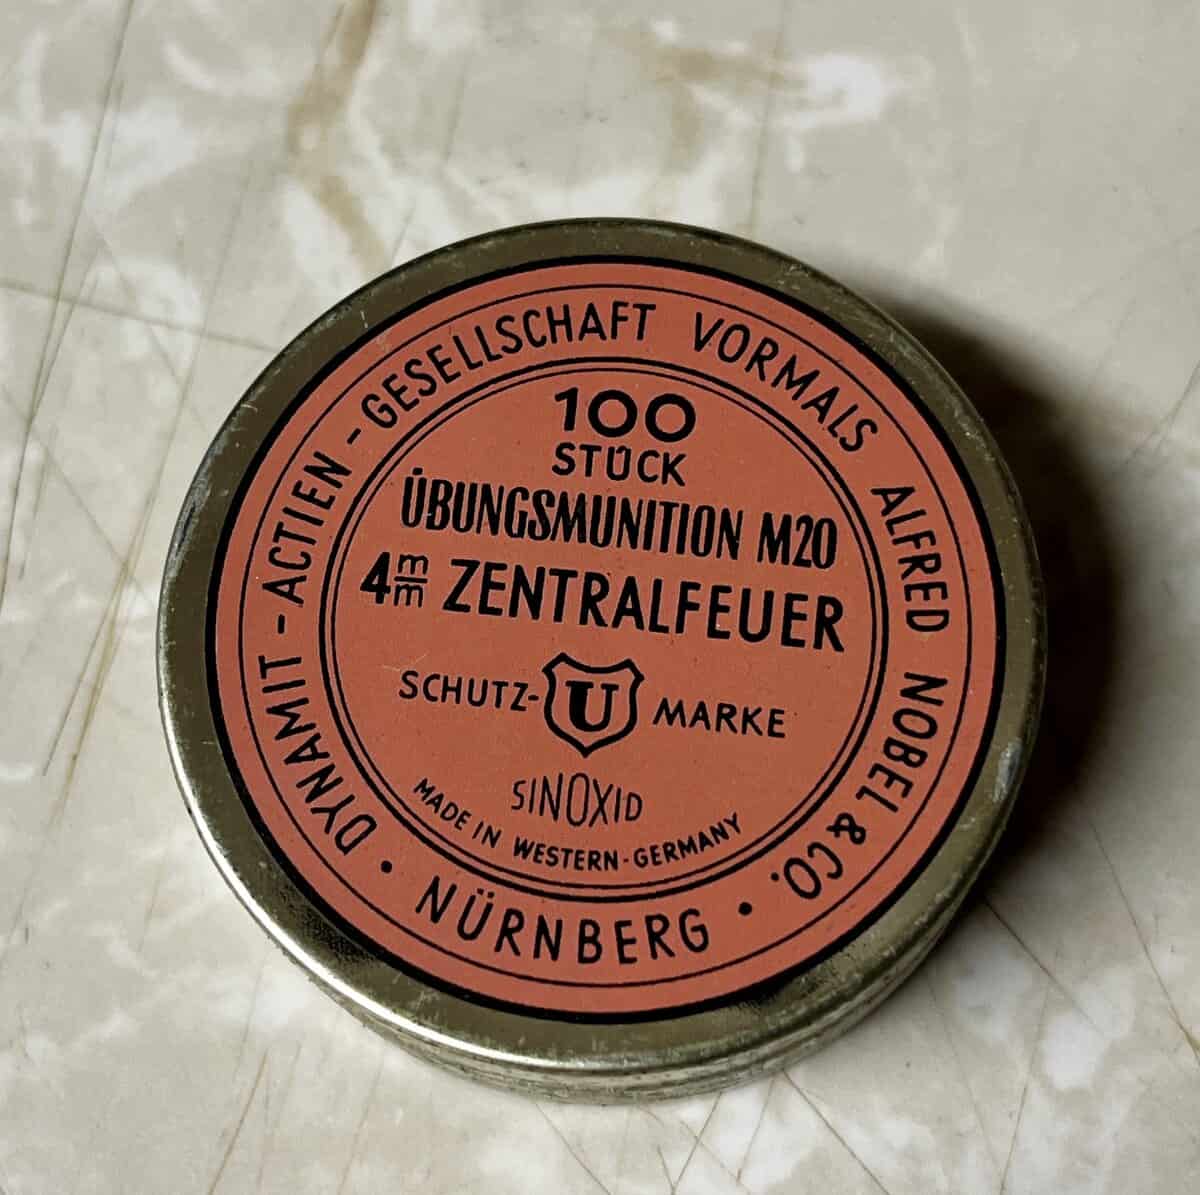 DYNAMIT-ACTIEN-GESELLSCHAFT VORMALS ALFRED NOBEL & CO.
100
STÜCK
ÜBUNGSMUNITION M20
4 m/m ZENTRALFEUER
SCHUTZ- U MARKE
SINOXID
MADE IN WESTERN-GERMANY
• NÜRNBERG •